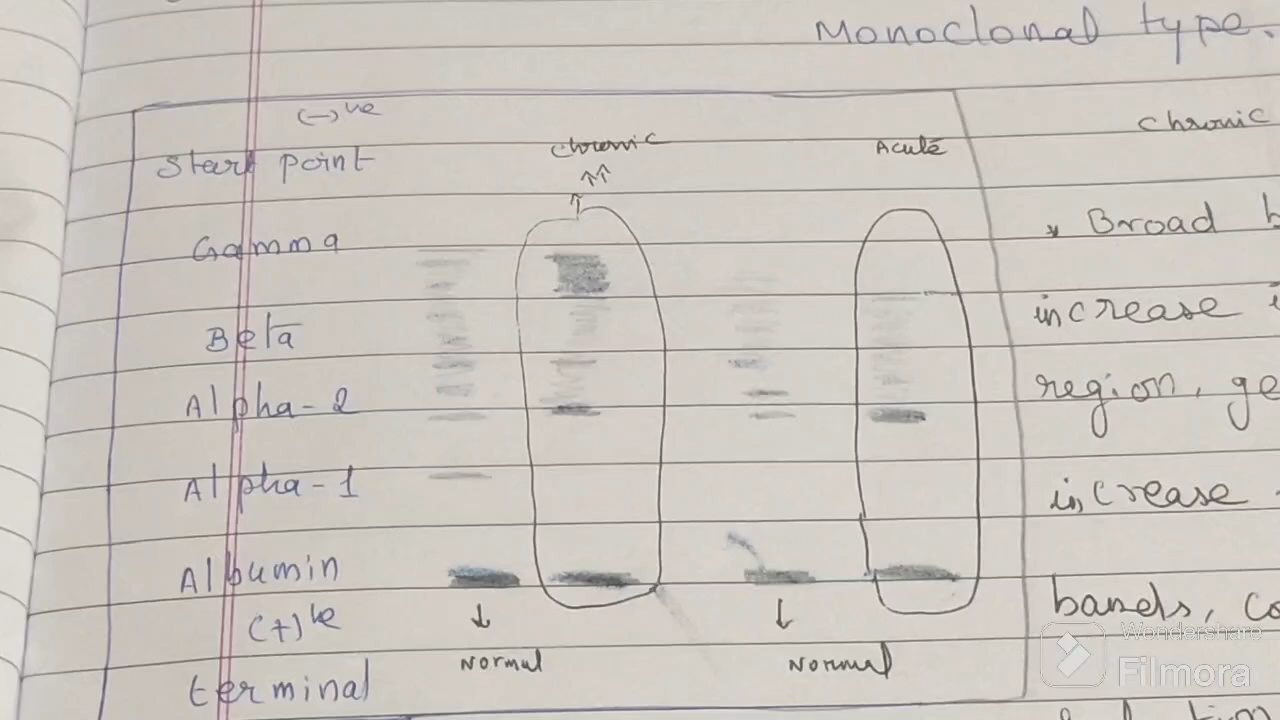 Monoclonal type.
(-)ve
Start point
Chronic
Acute
Chronic
Gamma
Broad
increase
Beta
region, ge
Alpha-2
Alpha-1
increase
Albumin
bands, co
(+)ve
Normal
Normal
terminal
Wondershare
Filmora